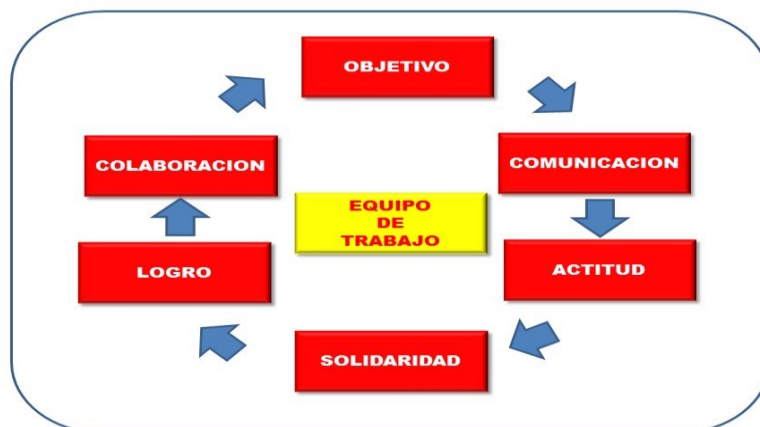 OBJETIVO
COMUNICACION
ACTITUD
SOLIDARIDAD
LOGRO
COLABORACION
EQUIPO
DE
TRABAJO